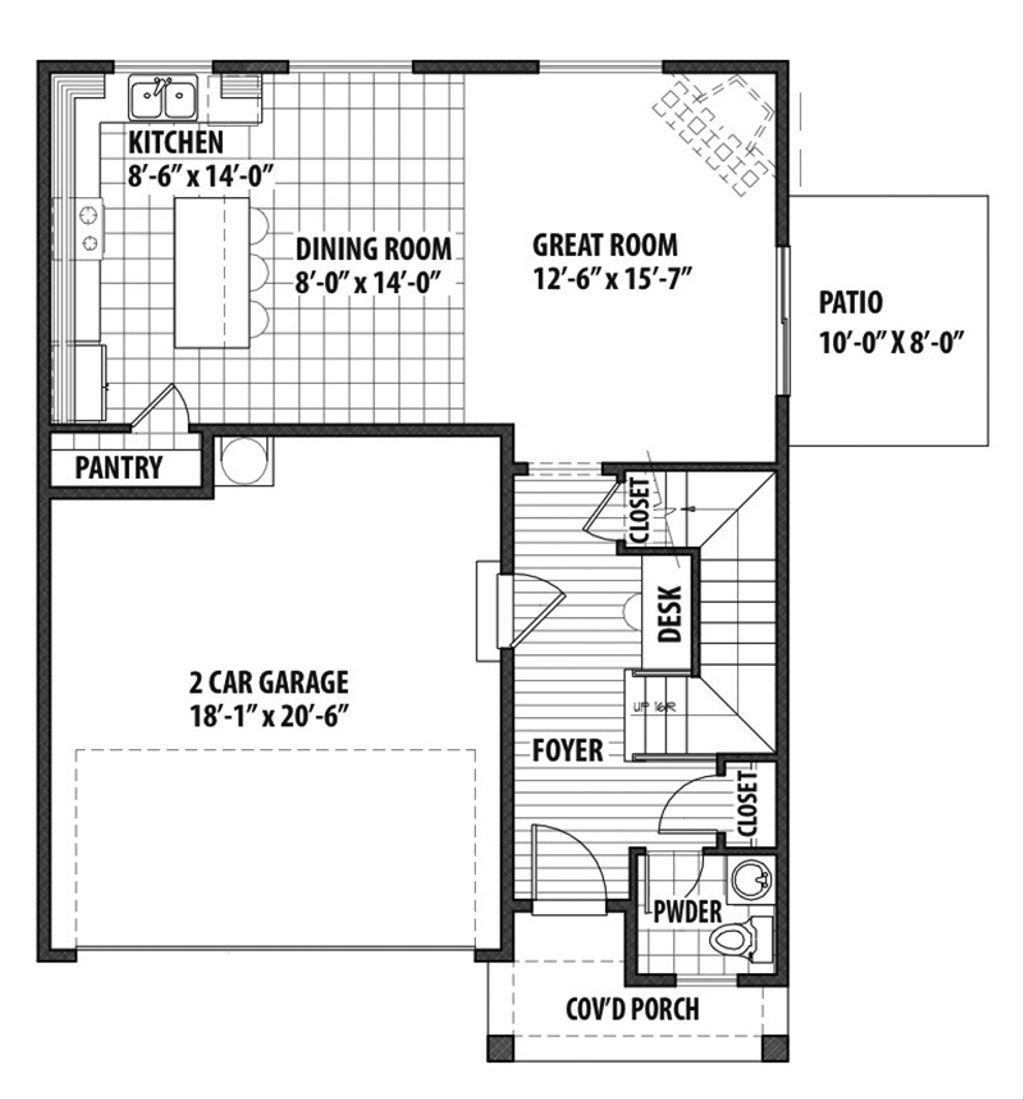 KITCHEN
8'-6" x 14'-0"
DINING ROOM
8'-0" x 14'-0"
GREAT ROOM
12'-6" x 15'-7"
PATIO
10'-0" X 8'-0"
PANTRY
CLOSET
DESK
2 CAR GARAGE
18'-1" x 20'-6"
UP 16R
FOYER
CLOSET
PWDER
COV'D PORCH